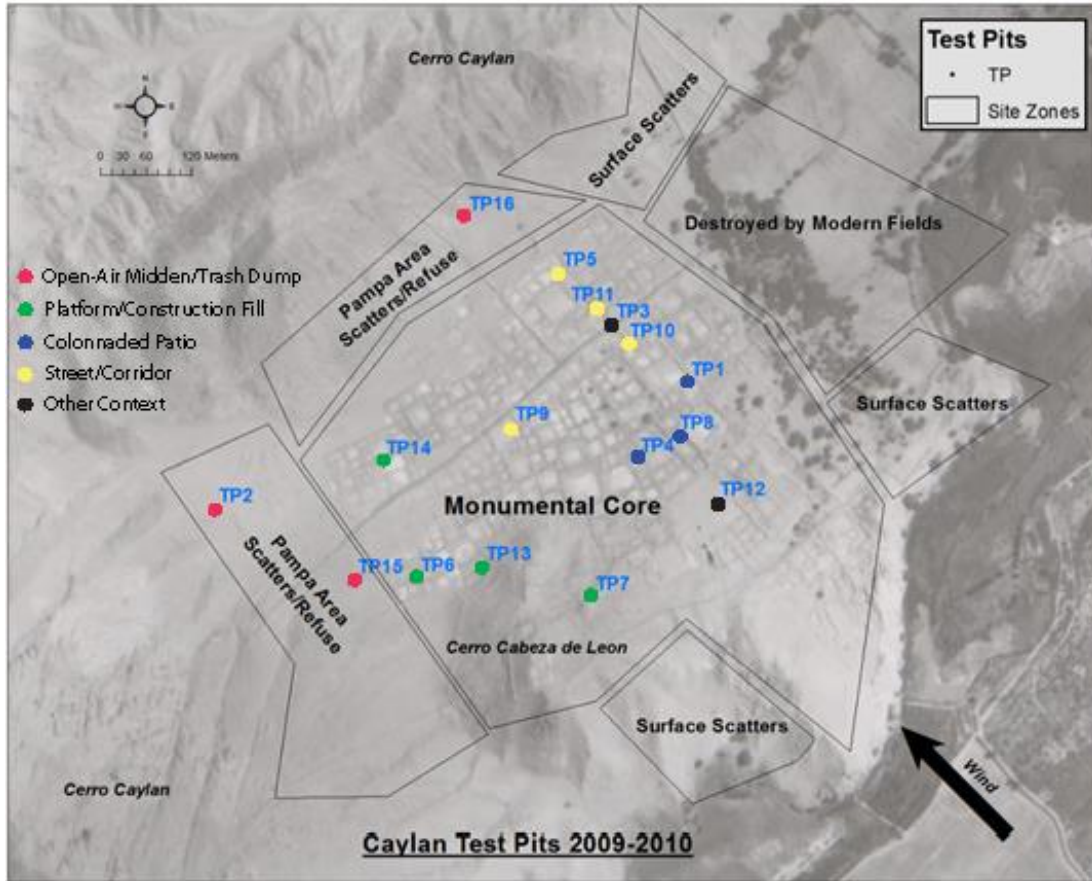 Cerro Caylan
Test Pits
TP
Site Zones
N
W
E
S
0 30 60 120 Meters
Surface Scatters
TP16
Destroyed by Modern Fields
Pampa Area
Scatters/Refuse
Open-Air Midden/Trash Dump
Platform/Construction Fill
Colonnaded Patio
Street/Corridor
Other Context
TP5
TP11
TP3
TP10
TP1
Surface Scatters
TP9
TP8
TP4
TP14
TP2
TP12
Monumental Core
Pampa Area
Scatters/Refuse
TP15
TP6
TP13
TP7
Cerro Cabeza de Leon
Surface Scatters
Wind
Cerro Caylan
Caylan Test Pits 2009-2010